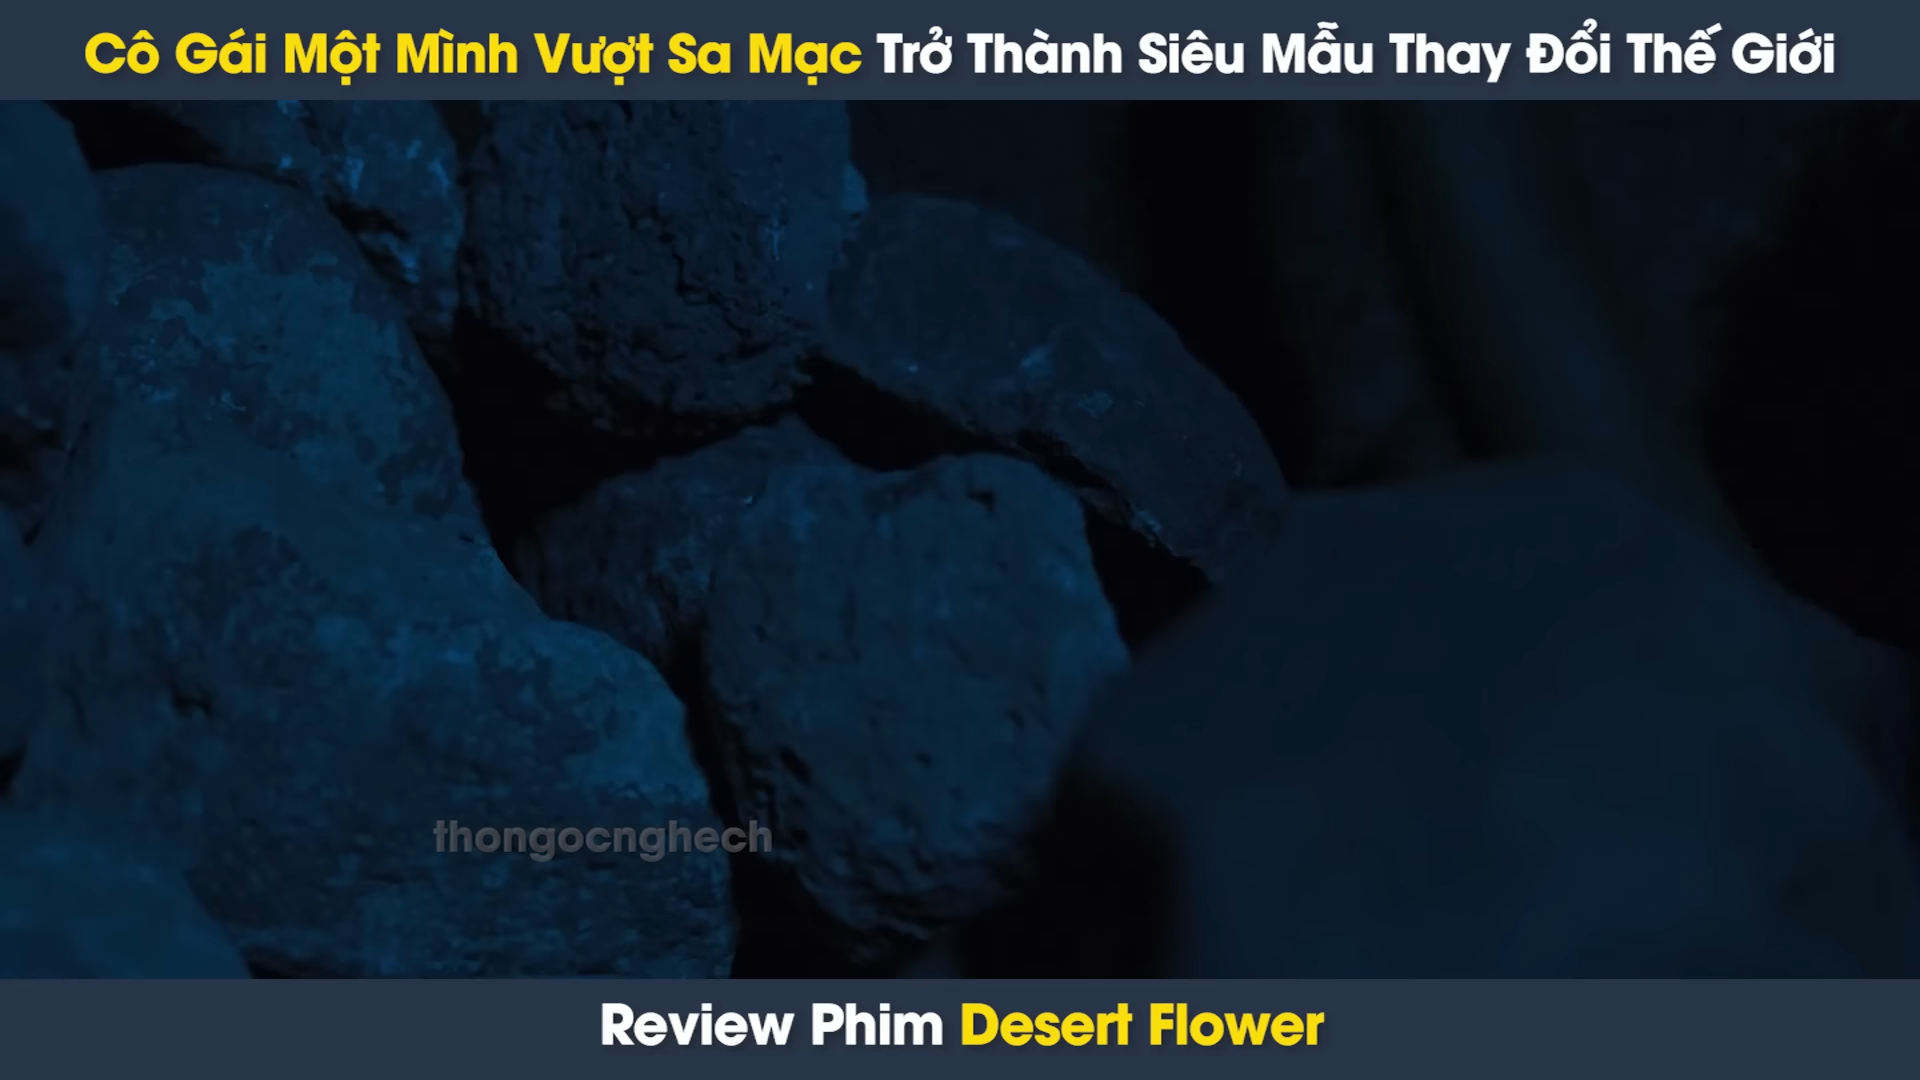 Cô Gái Một Mình Vượt Sa Mạc Trở Thành Siêu Mẫu Thay Đổi Thế Giới
thongocnghech
Review Phim Desert Flower